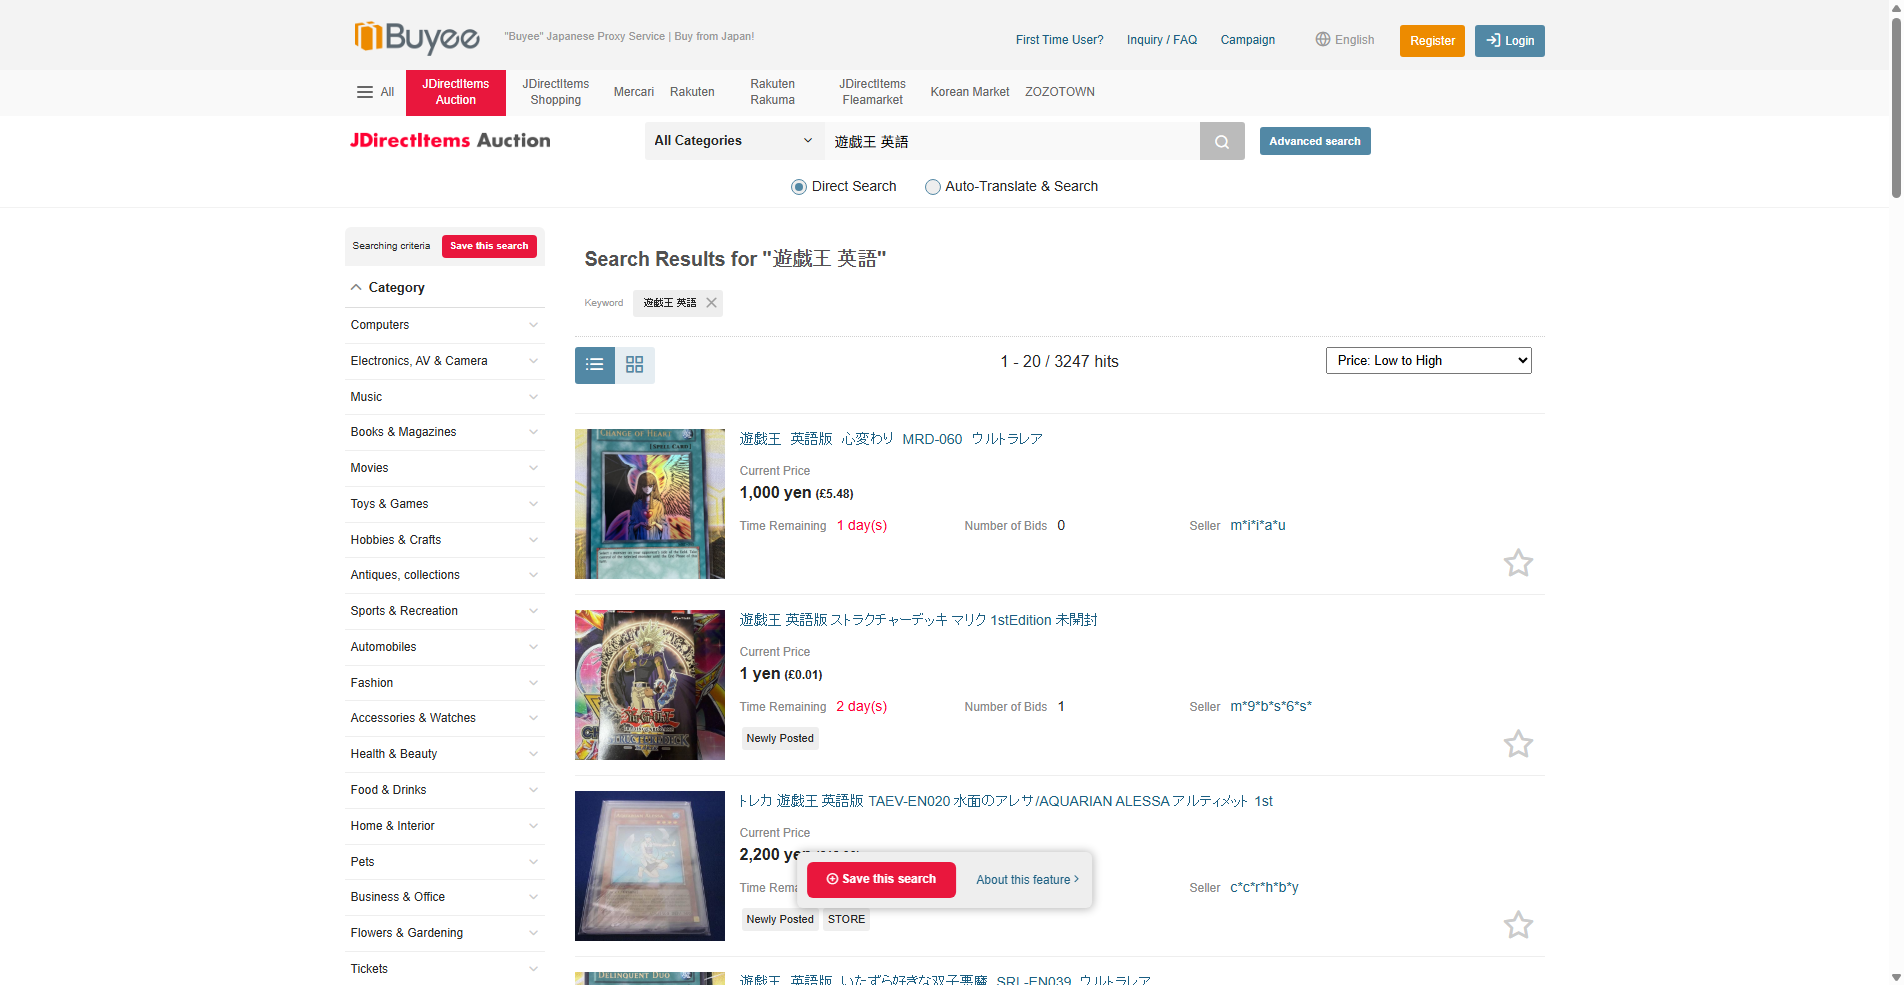 Buyee
"Buyee" Japanese Proxy Service | Buy from Japan!
First Time User?
Inquiry / FAQ
Campaign
English
Register
Login
All
JDirectItems Auction
JDirectItems Shopping
Mercari
Rakuten
Rakuten Rakuma
JDirectItems Fleamarket
Korean Market
ZOZOTOWN
JDirectItems Auction
All Categories
遊戯王 英語
Advanced search
Direct Search
Auto-Translate & Search
Searching criteria
Save this search
Category
Computers
Electronics, AV & Camera
Music
Books & Magazines
Movies
Toys & Games
Hobbies & Crafts
Antiques, collections
Sports & Recreation
Automobiles
Fashion
Accessories & Watches
Health & Beauty
Food & Drinks
Home & Interior
Pets
Business & Office
Flowers & Gardening
Tickets
Search Results for "遊戯王 英語"
Keyword
遊戯王 英語
1 - 20 / 3247 hits
Price: Low to High
CHANGE OF HEART
[SPELL CARD]
遊戯王 英語版 心変わり MRD-060 ウルトラレア
Current Price
1,000 yen (£5.48)
Time Remaining 1 day(s)
Number of Bids 0
Seller m*i*i*a*u
遊戯王 英語版 ストラクチャーデッキ マリク 1stEdition 未開封
Current Price
1 yen (£0.01)
Time Remaining 2 day(s)
Number of Bids 1
Seller m*9*b*s*6*s*
Newly Posted
トレカ 遊戯王 英語版 TAEV-EN020 水面のアレサ/AQUARIAN ALESSA アルティメット 1st
Current Price
2,200 yen
Seller c*c*r*h*b*y
Save this search
About this feature
Newly Posted
STORE
DELINQUENT DUO
遊戯王 英語版 いたずら好きな双子悪魔 SRL-EN039 ウルトラレア